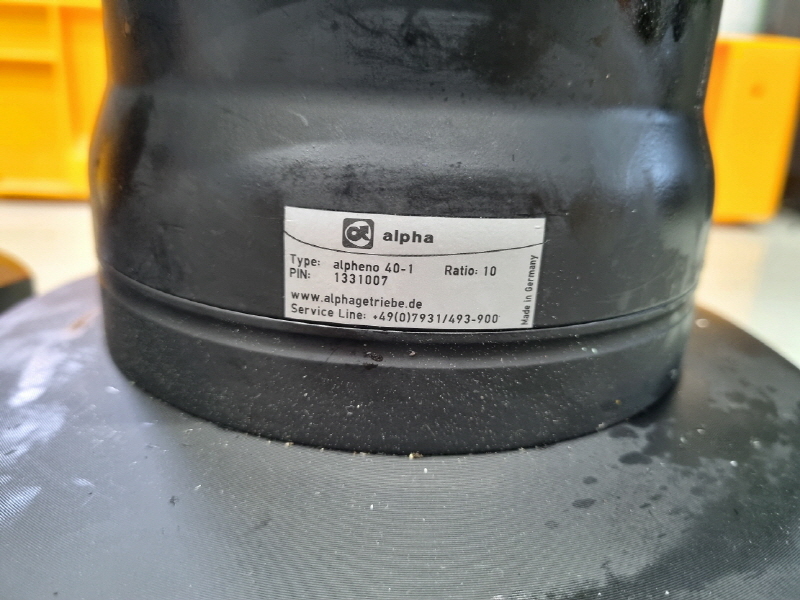 alpha
Type: alpheno 40-1 Ratio: 10
PIN: 1331007
www.alphagetriebe.de
Service Line: +49(0)7931/493-900
Made in Germany